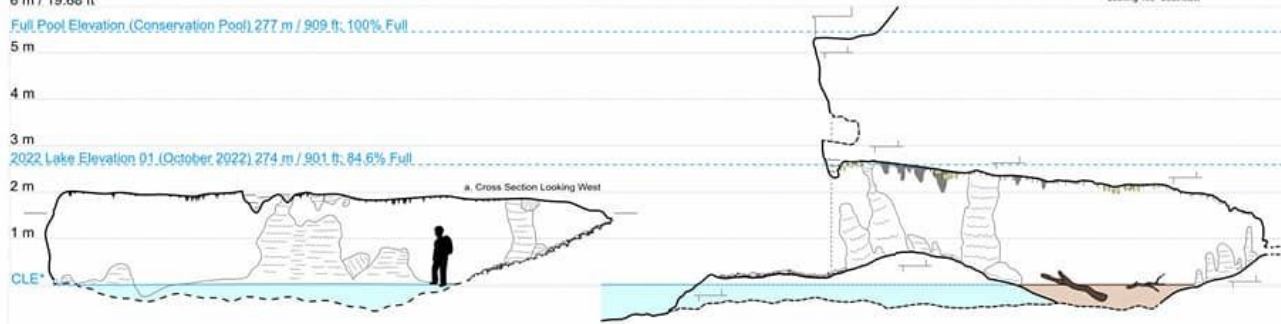 6 m / 19.68 ft
Full Pool Elevation (Conservation Pool) 277 m / 909 ft; 100% Full
5 m
4 m
3 m
2022 Lake Elevation 01 (October 2022) 274 m / 901 ft; 84.6% Full
2 m
a. Cross Section Looking West
1 m
CLE*